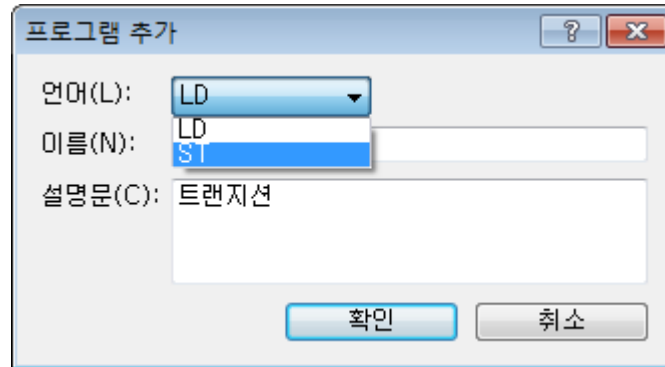 프로그램 추가
언어(L): LD
LD
이름(N):
ST
설명문(C): 트랜지션
확인 취소